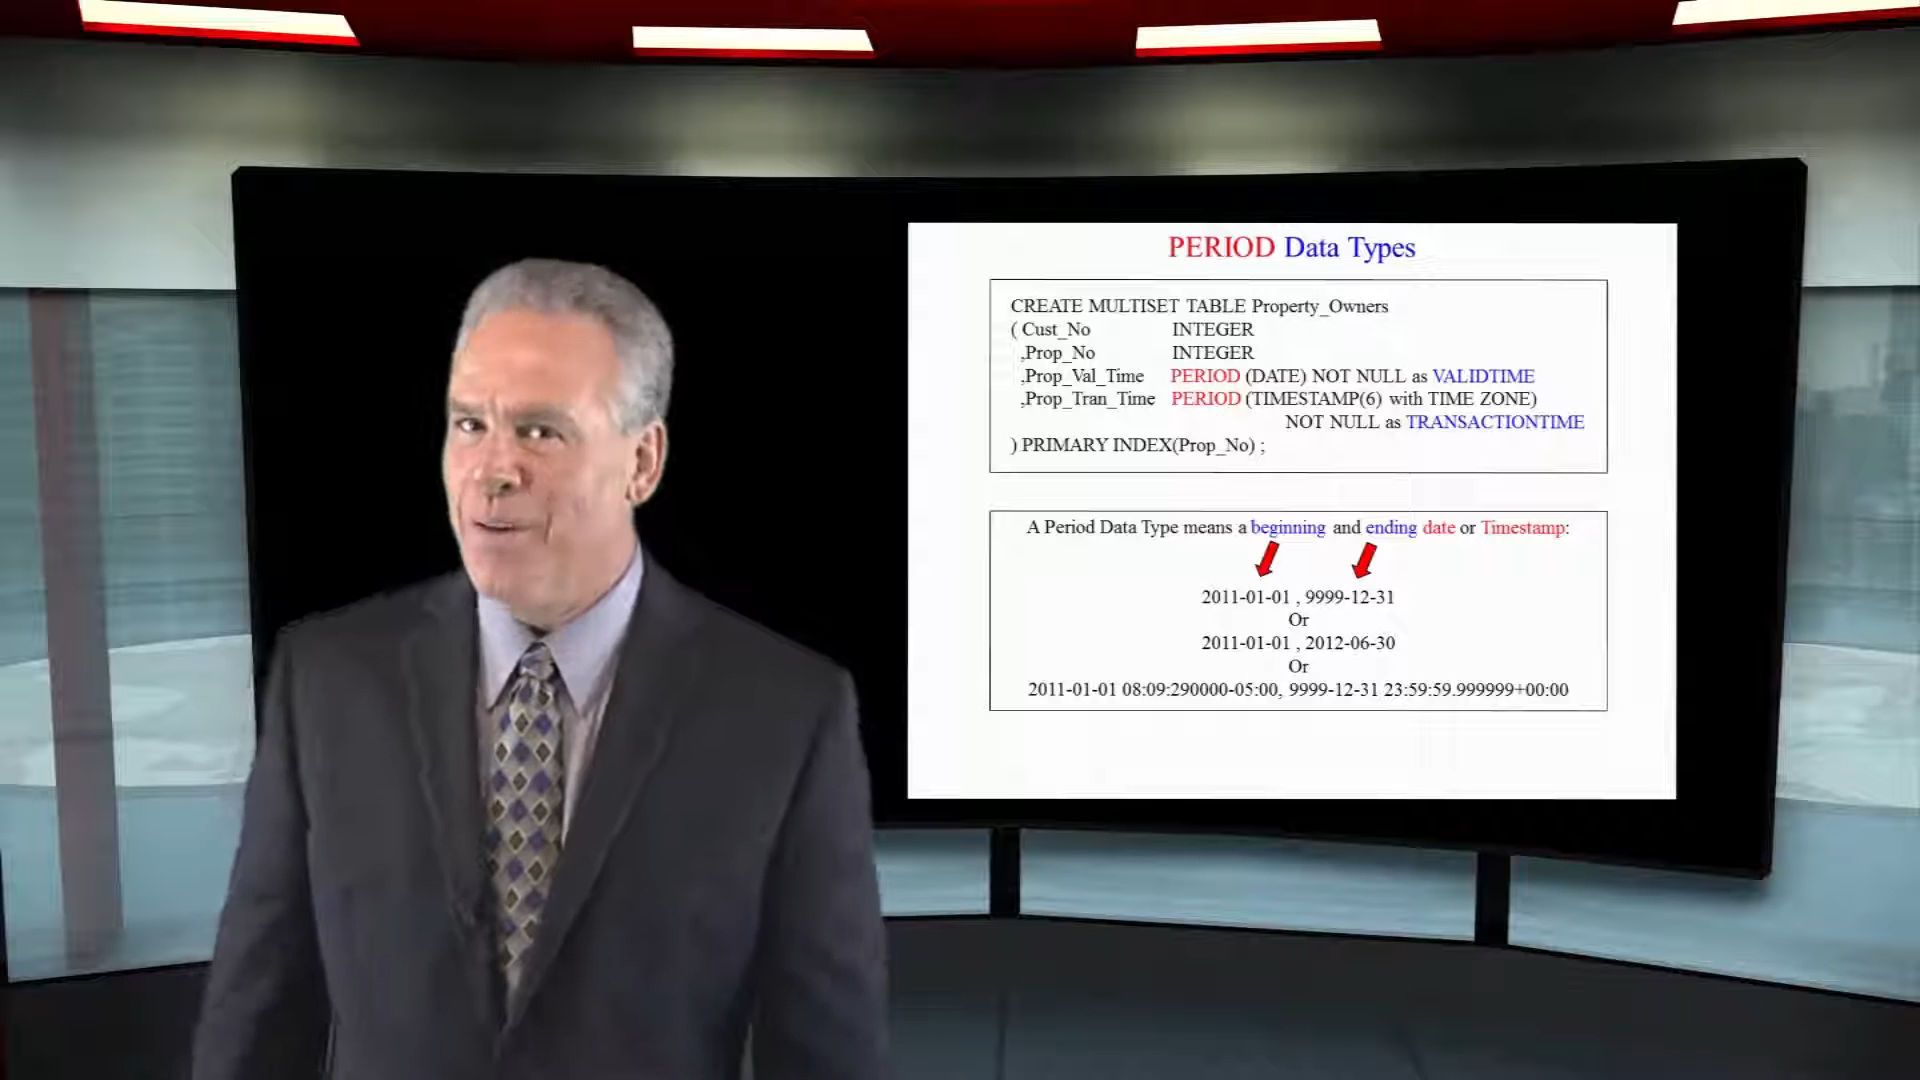 PERIOD Data Types
CREATE MULTISET TABLE Property_Owners
( Cust_No INTEGER
,Prop_No INTEGER
,Prop_Val_Time PERIOD (DATE) NOT NULL as VALIDTIME
,Prop_Tran_Time PERIOD (TIMESTAMP(6) with TIME ZONE)
NOT NULL as TRANSACTIONTIME
) PRIMARY INDEX(Prop_No) ;
A Period Data Type means a beginning and ending date or Timestamp:
2011-01-01 , 9999-12-31
Or
2011-01-01 , 2012-06-30
Or
2011-01-01 08:09:290000-05:00, 9999-12-31 23:59:59.999999+00:00